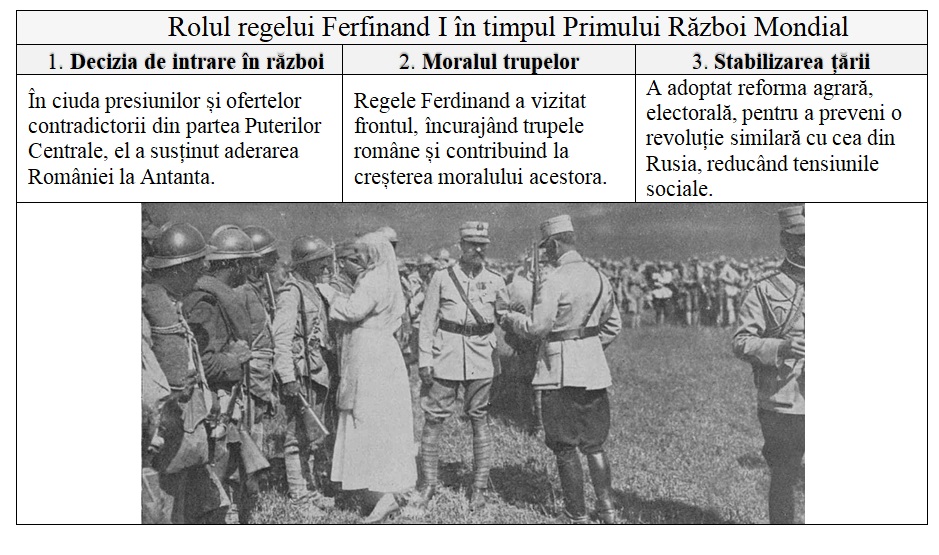 Rolul regelui Ferfinand I în timpul Primului Război Mondial
1. Decizia de intrare în război
2. Moralul trupelor
3. Stabilizarea țării
În ciuda presiunilor și ofertelor
contradictorii din partea Puterilor
Centrale, el a susținut aderarea
României la Antanta.
Regele Ferdinand a vizitat
frontul, încurajând trupele
române și contribuind la
creșterea moralului acestora.
A adoptat reforma agrară,
electorală, pentru a preveni o
revoluție similară cu cea din
Rusia, reducând tensiunile
sociale.